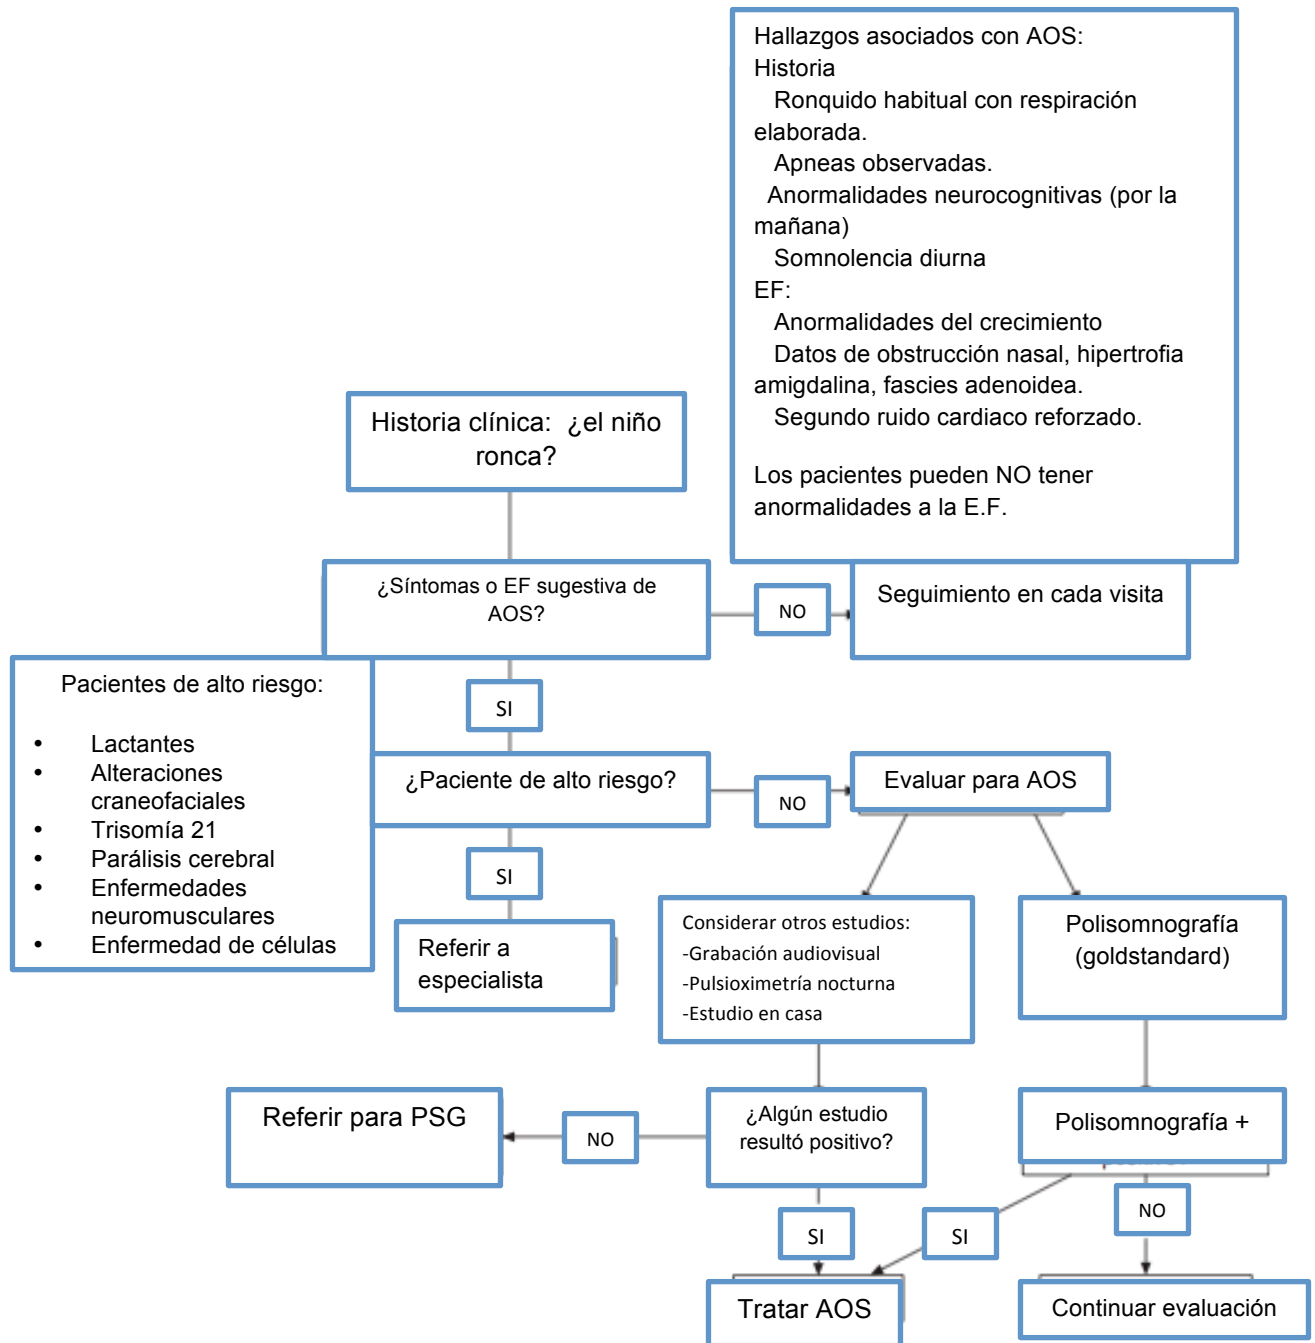 Hallazgos asociados con AOS:
Historia
Ronquido habitual con respiración
elaborada.
Apneas observadas.
Anormalidades neurocognitivas (por la
mañana)
Somnolencia diurna
EF:
Anormalidades del crecimiento
Datos de obstrucción nasal, hipertrofia
amigdalina, fascies adenoidea.
Segundo ruido cardiaco reforzado.
Los pacientes pueden NO tener
anormalidades a la E.F.
Historia clínica: ¿el niño
ronca?
¿Síntomas o EF sugestiva de
AOS?
NO
Seguimiento en cada visita
SI
Pacientes de alto riesgo:
• Lactantes
• Alteraciones
craneofaciales
• Trisomía 21
• Parálisis cerebral
• Enfermedades
neuromusculares
• Enfermedad de células
¿Paciente de alto riesgo?
NO
Evaluar para AOS
SI
Referir a
especialista
Considerar otros estudios:
-Grabación audiovisual
-Pulsioximetría nocturna
-Estudio en casa
Polisomnografía
(goldstandard)
Referir para PSG
NO
¿Algún estudio
resultó positivo?
Polisomnografía +
SI
SI
NO
Tratar AOS
Continuar evaluación